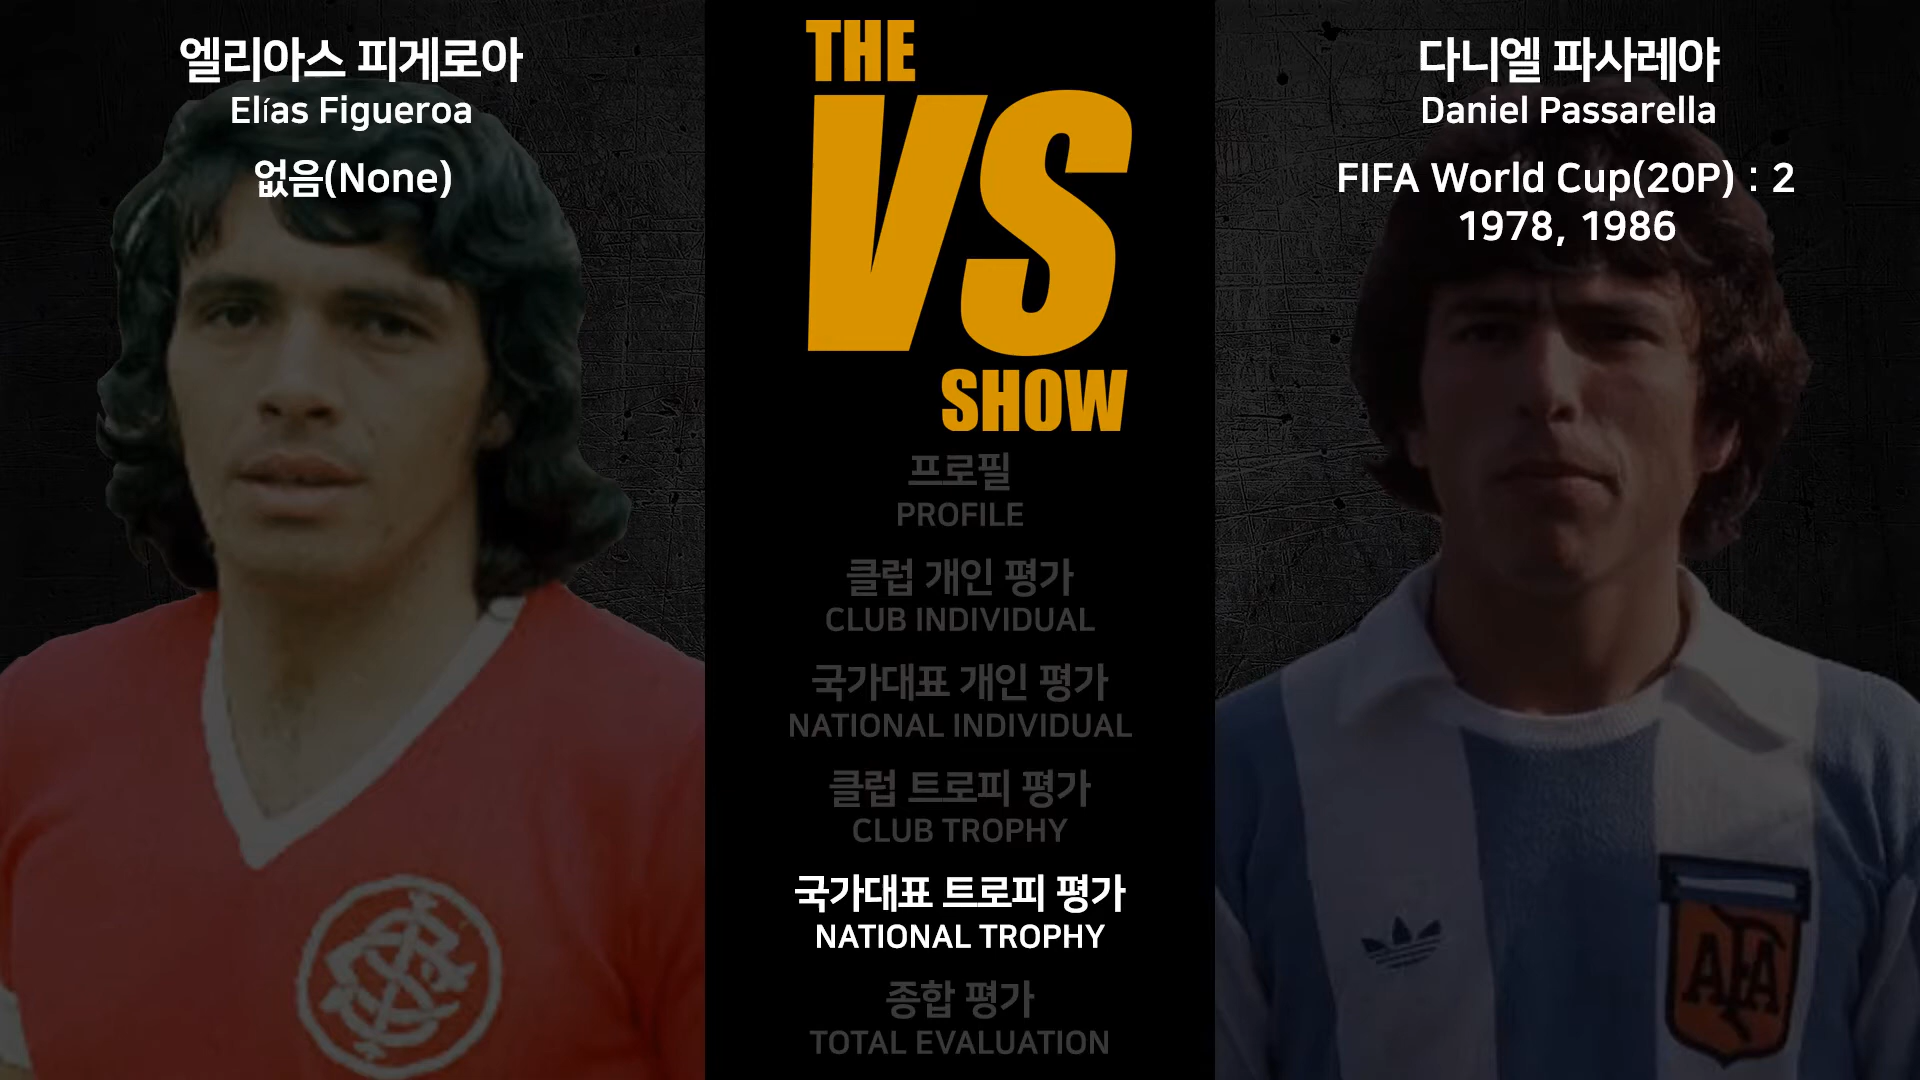 엘리아스 피게로아
Elías Figueroa
없음(None)
THE
VS
SHOW
프로필
PROFILE
클럽 개인 평가
CLUB INDIVIDUAL
국가대표 개인 평가
NATIONAL INDIVIDUAL
클럽 트로피 평가
CLUB TROPHY
국가대표 트로피 평가
NATIONAL TROPHY
종합 평가
TOTAL EVALUATION
다니엘 파사레야
Daniel Passarella
FIFA World Cup(20P) : 2
1978, 1986
AFA